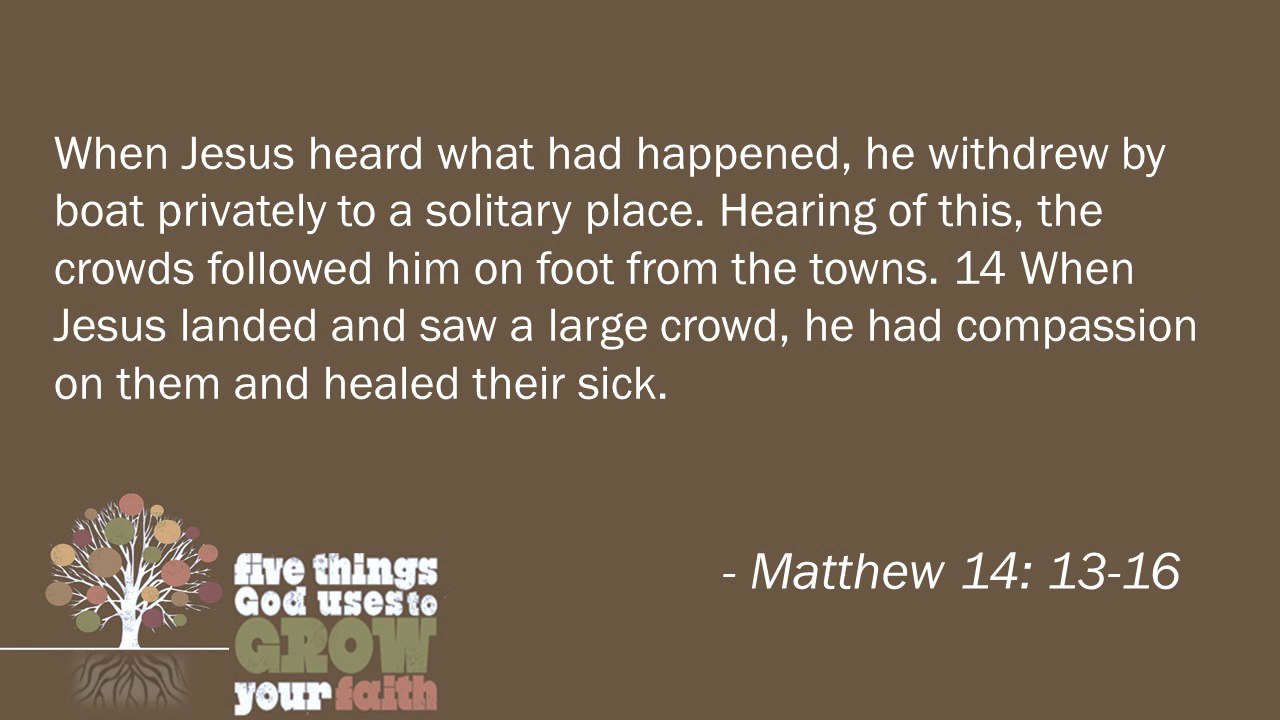 When Jesus heard what had happened, he withdrew by
boat privately to a solitary place. Hearing of this, the
crowds followed him on foot from the towns. 14 When
Jesus landed and saw a large crowd, he had compassion
on them and healed their sick.
- Matthew 14: 13-16
five things
God uses to
GROW
your faith